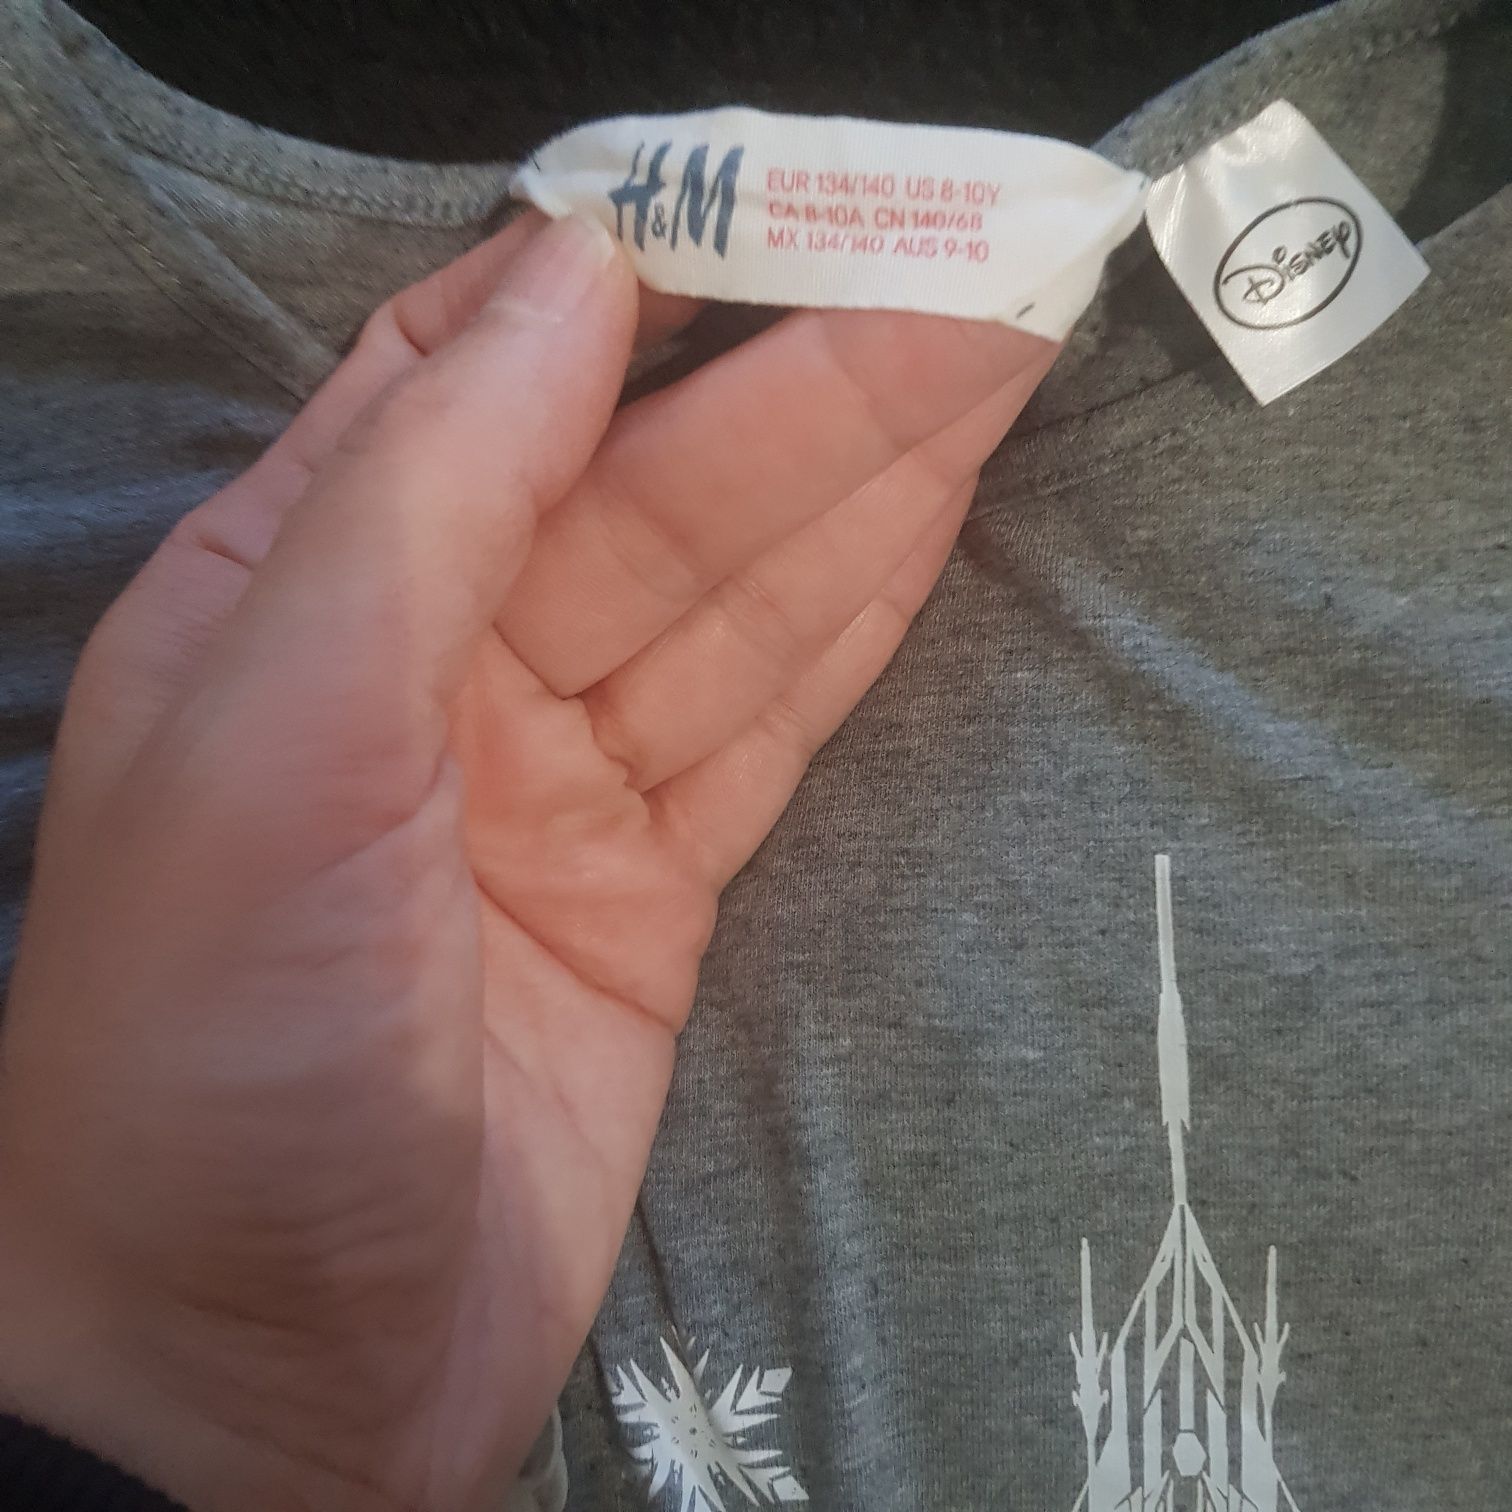 H&M
EUR 134/140 US 8-10Y
CA 8-10A CN 140/68
MX 134/140 AUS 9-10
DISNEY